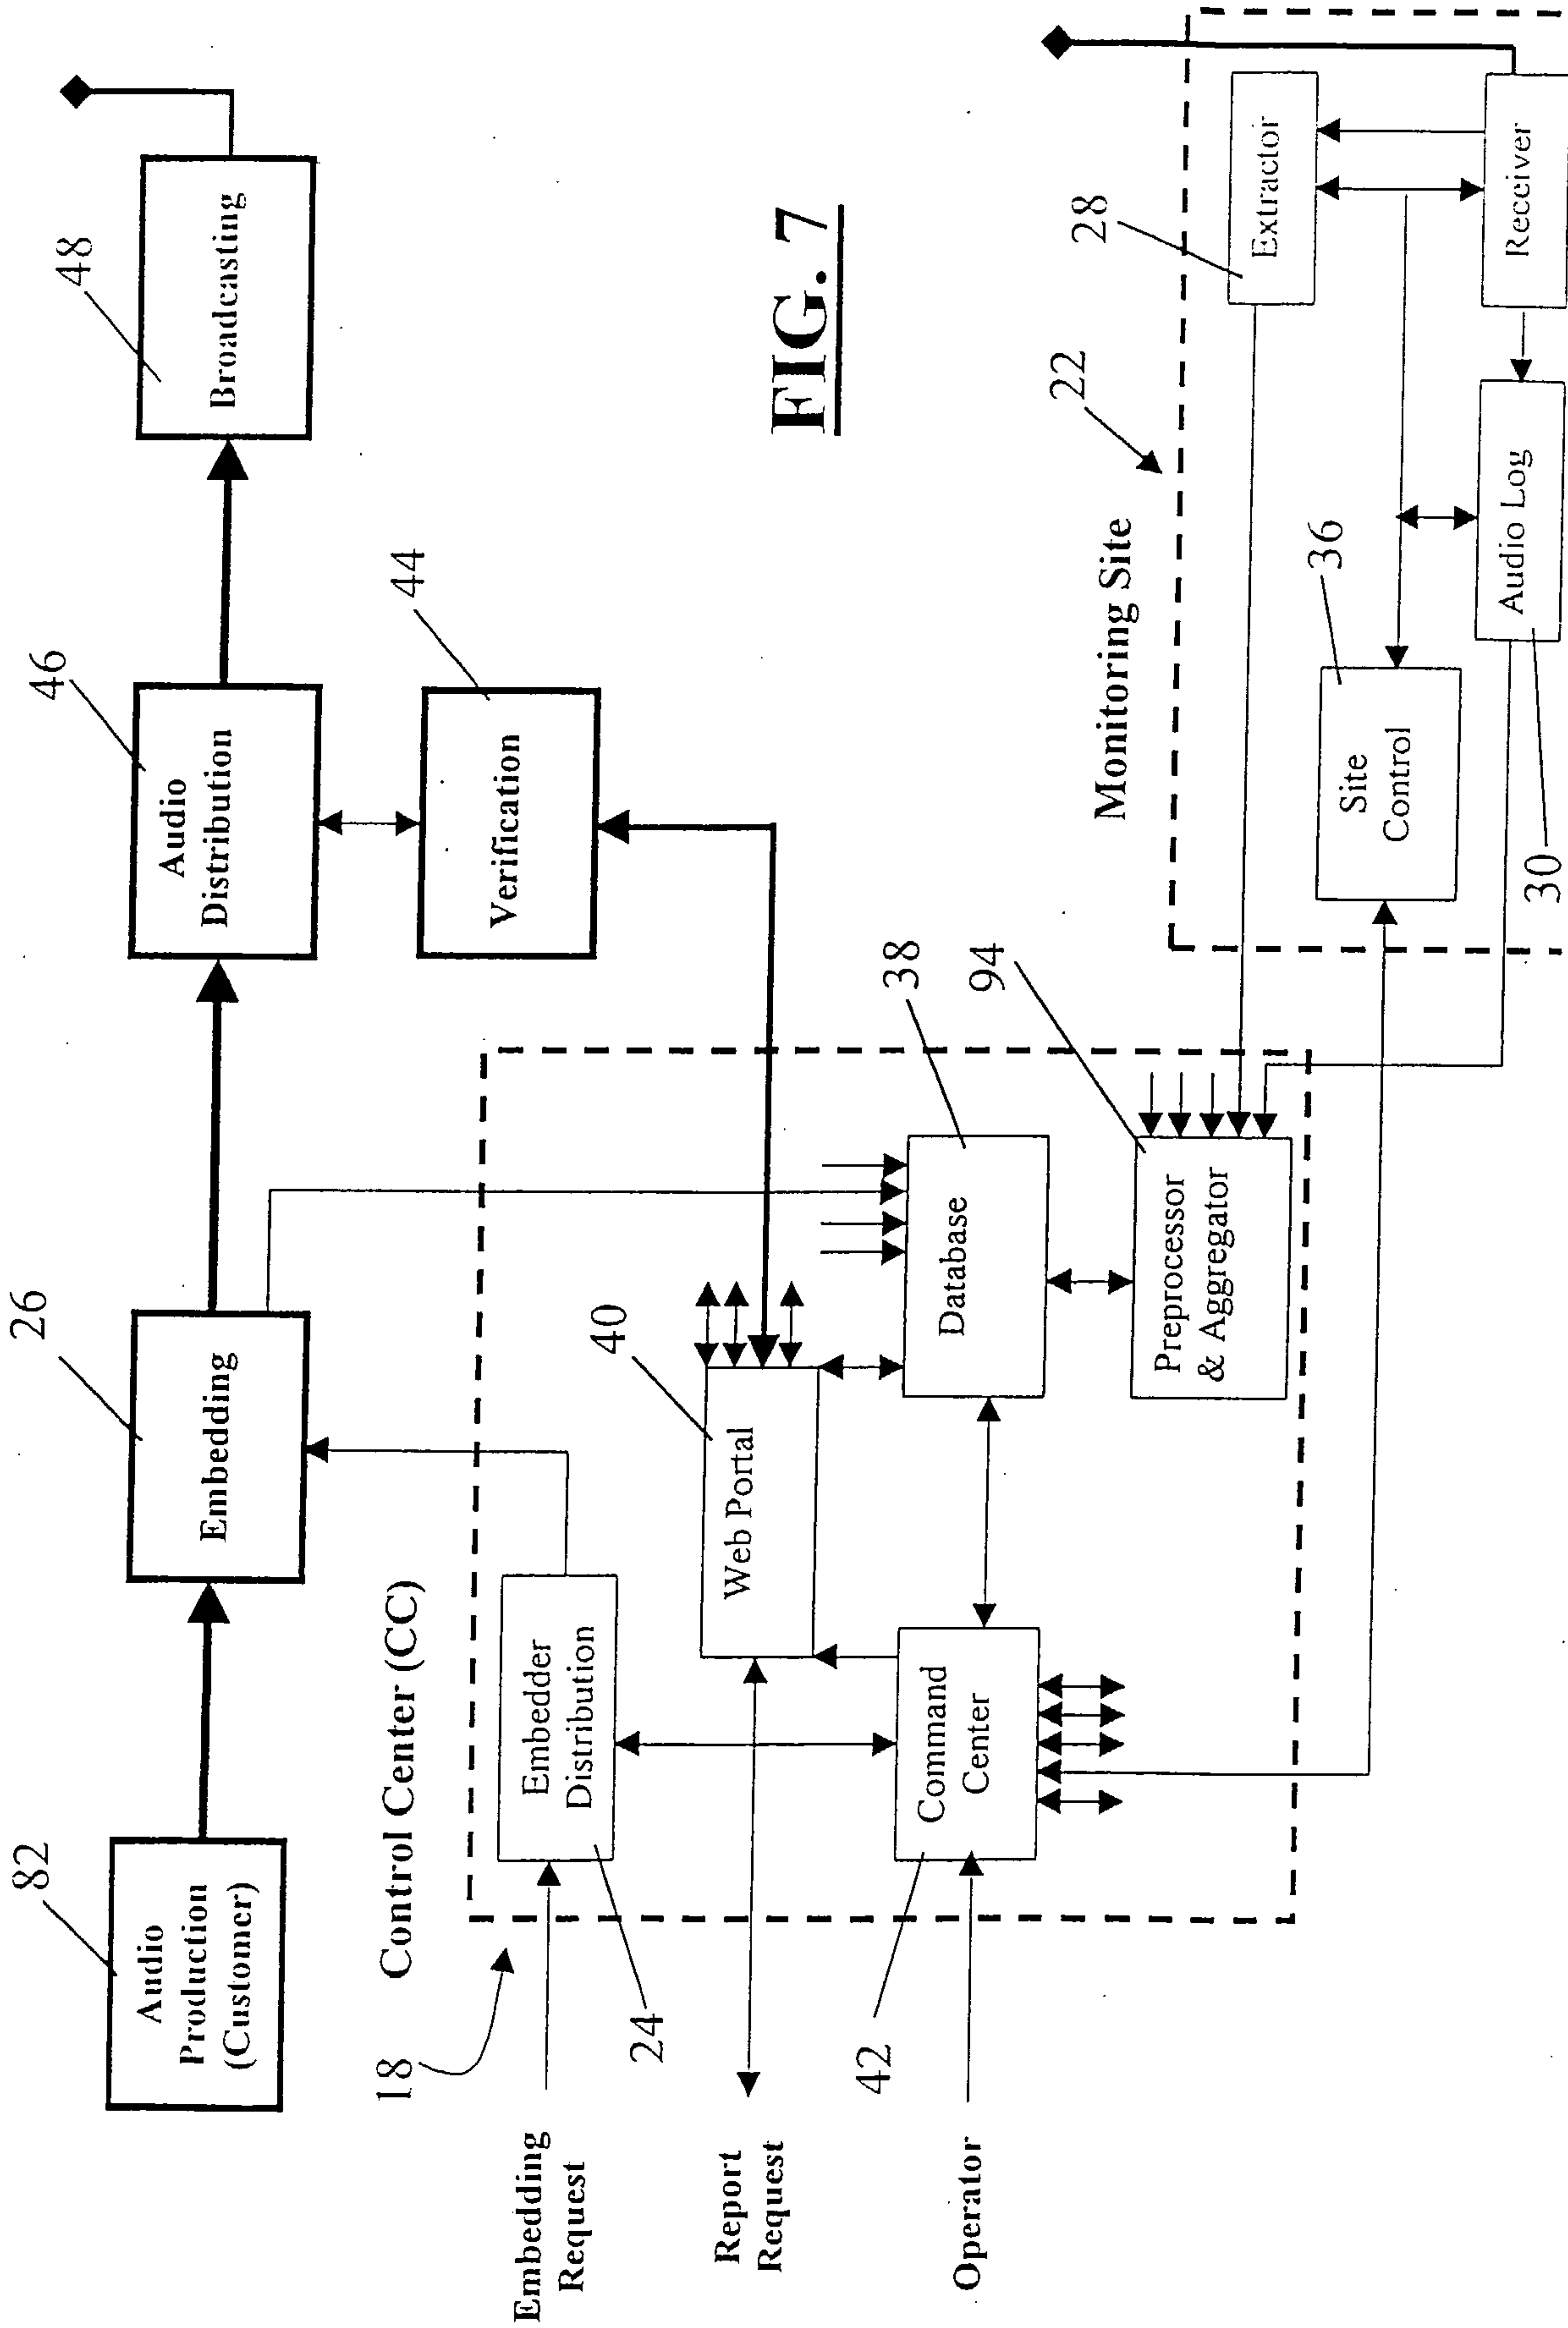 82
Audio
Production
(Customer)
26
Embedding
46
Audio
Distribution
48
Broadcasting
44
Verification
FIG. 7
18
Control Center (CC)
Embedding
Request
24
Embedder
Distribution
Report
Request
40
Web Portal
Operator
42
Command
Center
38
Database
94
Preprocessor
& Aggregator
Monitoring Site
22
28
Extractor
36
Site
Control
30
Audio Log
Receiver